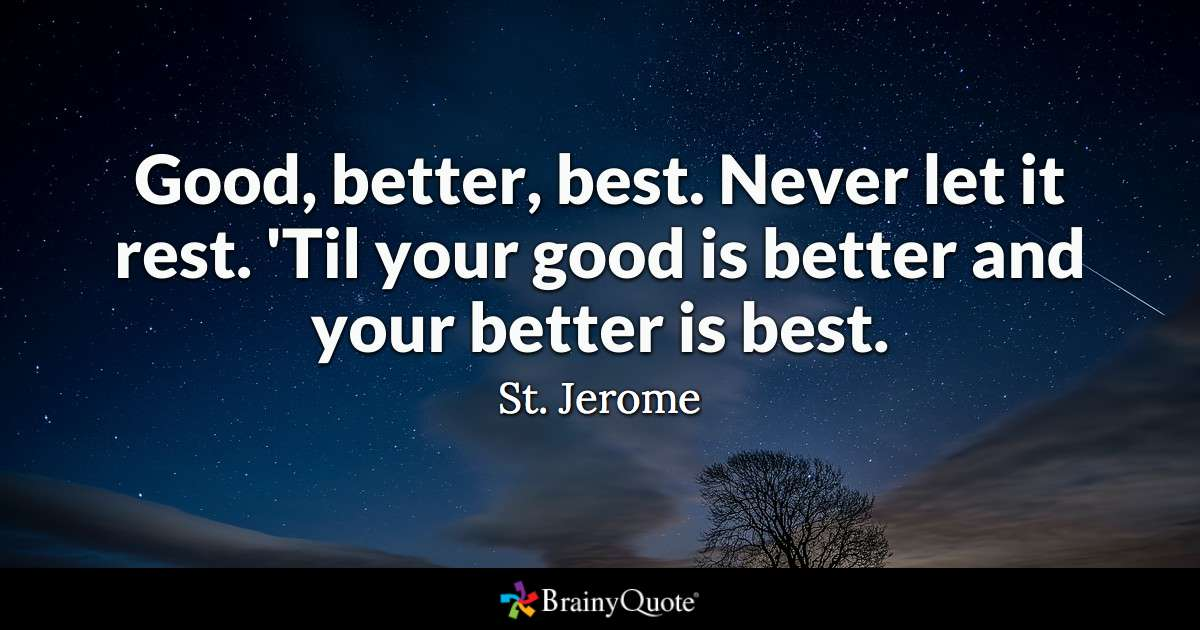 Good, better, best. Never let it
rest. 'Til your good is better and
your better is best.
St. Jerome
BrainyQuote®